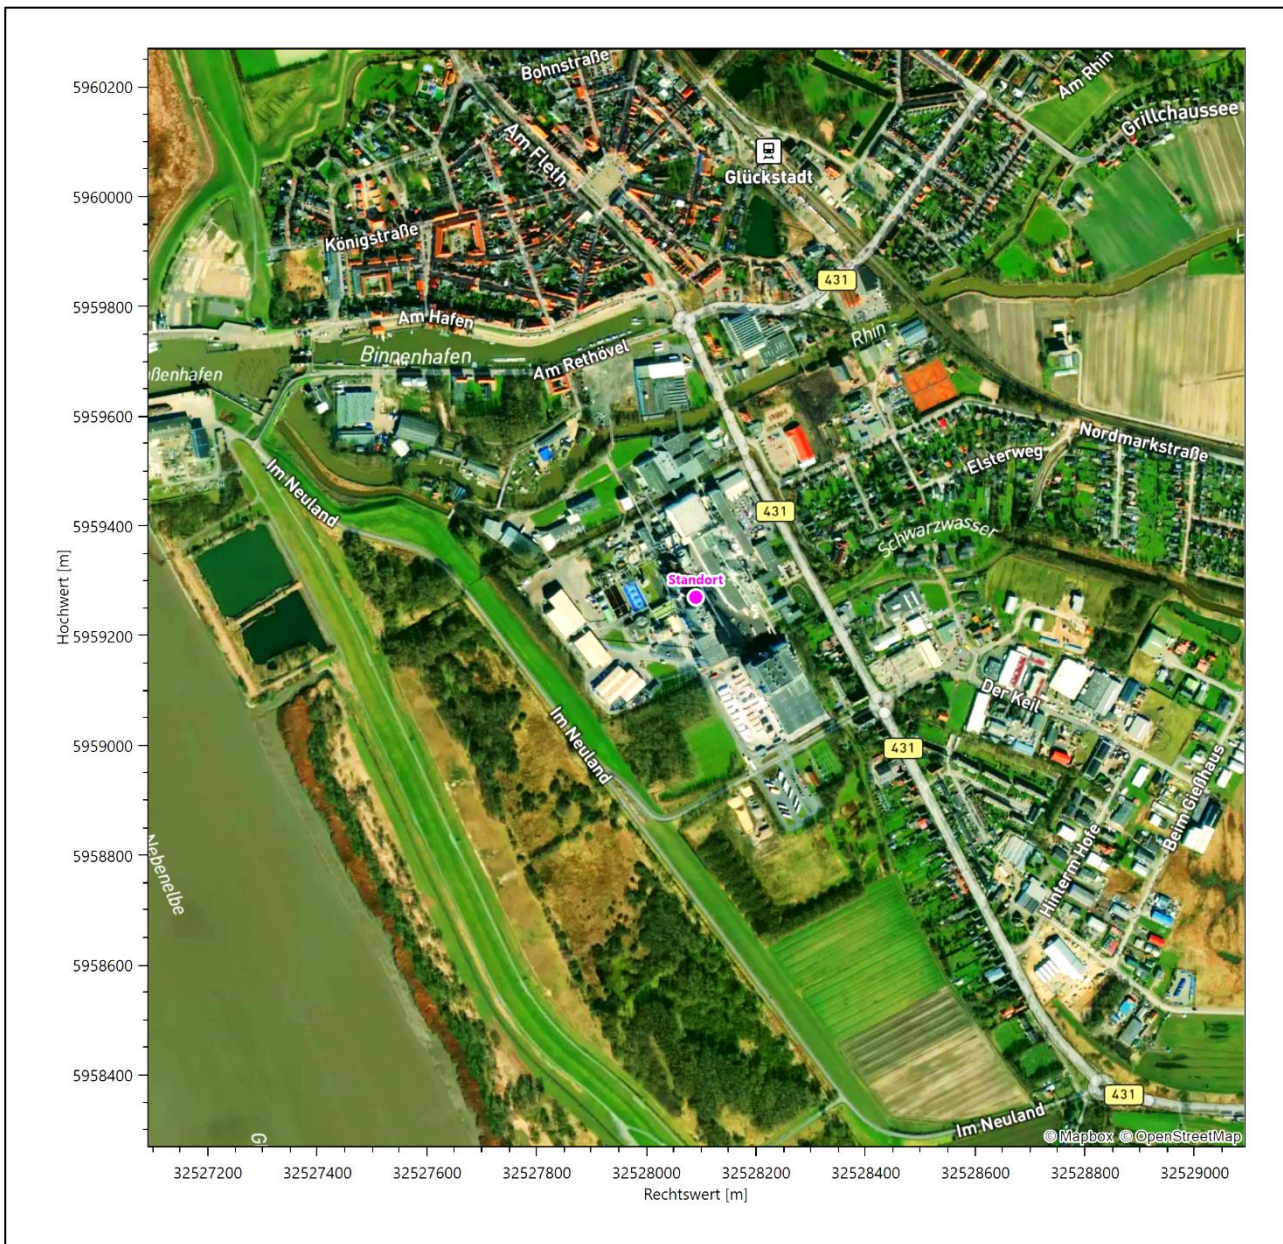 5960200
5960000
5959800
5959600
5959400
5959200
5959000
5958800
5958600
5958400
Hochwert [m]
Bohnstraße
Am Rhin
Grillchaussee
Am Fleth
Glückstadt
Königstraße
431
Am Hafen
Rhin
Binnenhafen
Am Rethövel
ßenhafen
Nordmarkstraße
Elsterweg
Im Neuland
431
Schwarzwasser
Standort
Der Keil
Im Neuland
431
Beim Gießhaus
Nebenelbe
Hinterm Hofe
431
Im Neuland
© Mapbox © OpenStreetMap
32527200 32527400 32527600 32527800 32528000 32528200 32528400 32528600 32528800 32529000
Rechtswert [m]